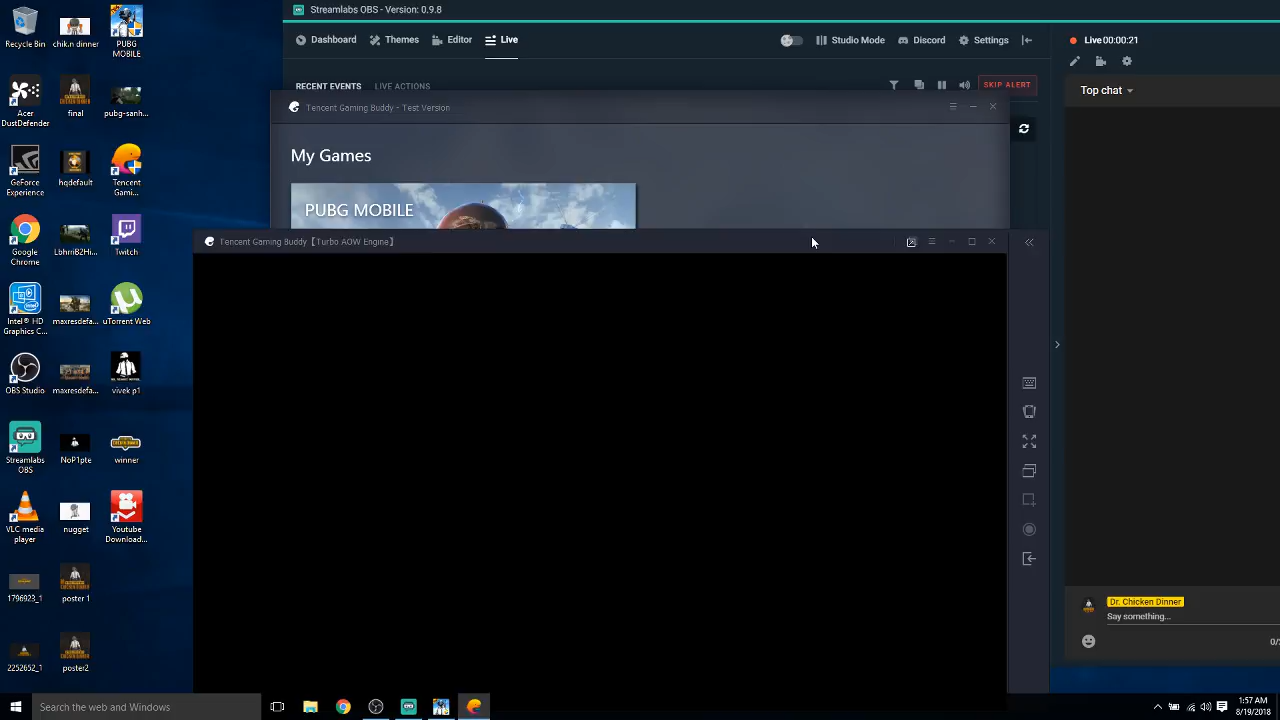 Recycle Bin
chik.n dinner
PUBG MOBILE
Acer DustDefender
final
pubg-sanh...
GeForce Experience
hqdefault
Tencent Gami...
Google Chrome
LbhrriB2Hi...
Twitch
Intel® HD Graphics C...
maxresdefa...
uTorrent Web
OBS Studio
maxresdefa...
vivek p1
Streamlabs OBS
NoP1pte
winner
VLC media player
nugget
Youtube Download...
1796923_1
poster 1
2252652_1
poster2
Streamlabs OBS - Version: 0.9.8
Dashboard Themes Editor Live Studio Mode Discord Settings
RECENT EVENTS LIVE ACTIONS SKIP ALERT
Tencent Gaming Buddy - Test Version
My Games
PUBG MOBILE
Tencent Gaming Buddy【Turbo AOW Engine】
Live00:00:21
Top chat
Dr. Chicken Dinner
Say something...
0/
Search the web and Windows
1:57 AM
8/19/2018